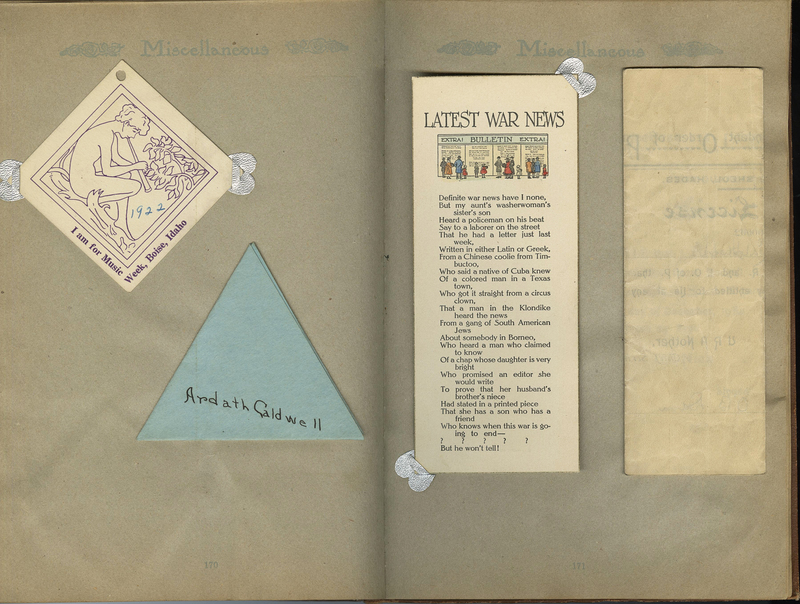 Miscellaneous
1922
I am for Music Week, Boise, Idaho
Ardath Caldwell
170
Miscellaneous
LATEST WAR NEWS
EXTRA! BULLETIN EXTRA!
Definite war news have I none,
But my aunt's washerwoman's
sister's son
Heard a policeman on his beat
Say to a laborer on the street
That he had a letter just last
week,
Written in either Latin or Greek,
From a Chinese coolie from Tim-
buctoo,
Who said a native of Cuba knew
Of a colored man in a Texas
town,
Who got it straight from a circus
clown,
That a man in the Klondike
heard the news
From a gang of South American
Jews
About somebody in Borneo,
Who heard a man who claimed
to know
Of a chap whose daughter is very
bright
Who promised an editor she
would write
To prove that her husband's
brother's niece
Had stated in a printed piece
That she has a son who has a
friend
Who knows when this war is go-
ing to end—
? ? ? ? ?
But he won't tell!
171